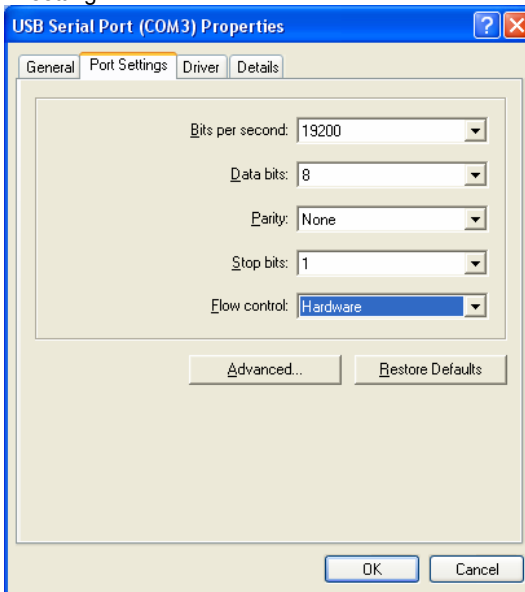 USB Serial Port (COM3) Properties
General Port Settings Driver Details
Bits per second: 19200
Data bits: 8
Parity: None
Stop bits: 1
Flow control: Hardware
Advanced... Restore Defaults
OK Cancel